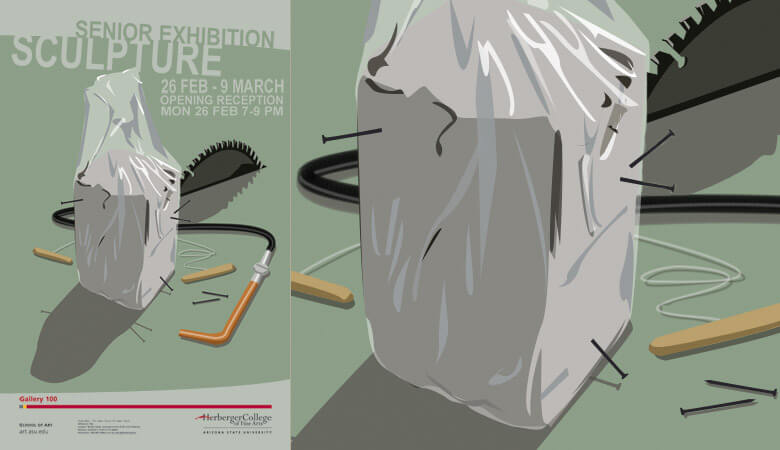 SENIOR EXHIBITION
SCULPTURE
26 FEB - 9 MARCH
OPENING RECEPTION
MON 26 FEB 7-9 PM
Gallery 100
SCHOOL OF ART
art.asu.edu
HerbergerCollege
of Fine Arts
ARIZONA STATE UNIVERSITY